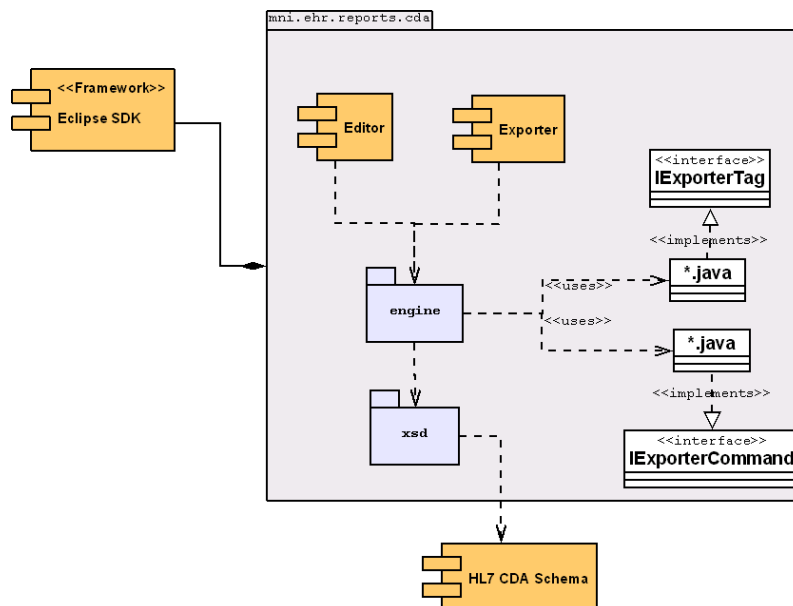 mni.ehr.reports.cda
<<Framework>>
Eclipse SDK
Editor
Exporter
<<interface>>
IExporterTag
<<implements>>
*.java
<<uses>>
engine
<<uses>>
*.java
<<implements>>
xsd
<<interface>>
IExporterCommand
HL7 CDA Schema